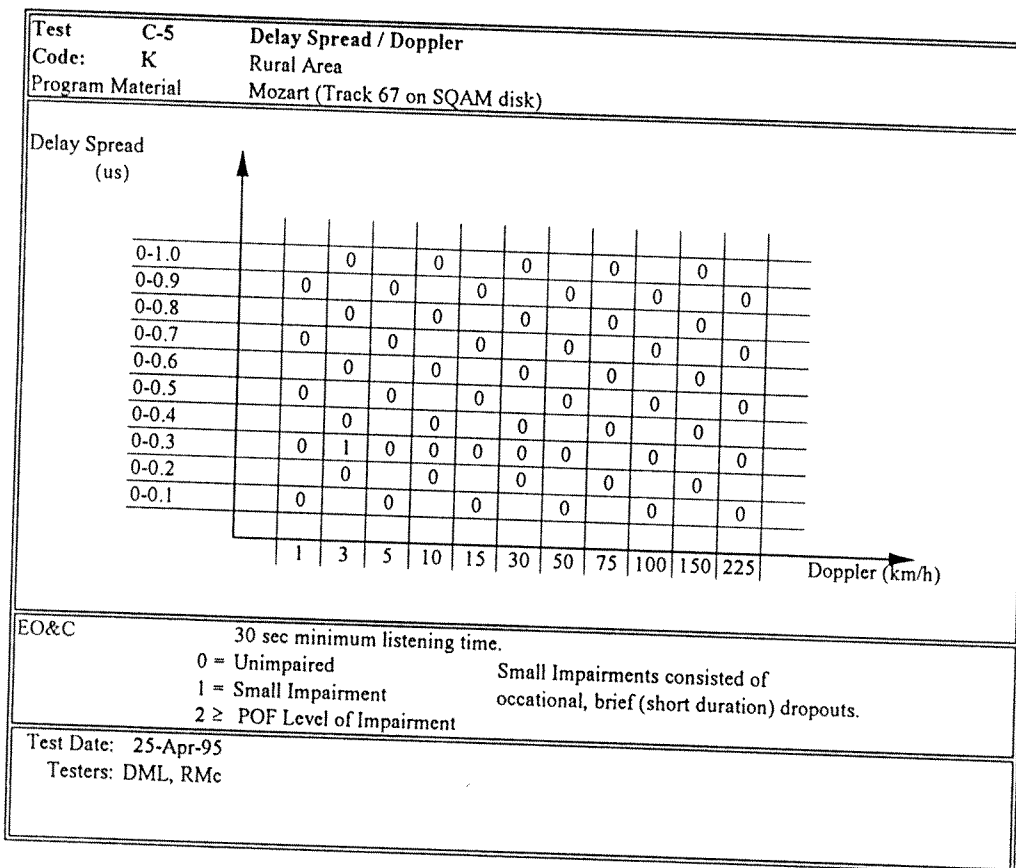 Test C-5 Delay Spread / Doppler
Code: K Rural Area
Program Material Mozart (Track 67 on SQAM disk)
Delay Spread
(us)
0-1.0 0 0 0 0 0
0-0.9 0 0 0 0 0 0
0-0.8 0 0 0 0 0
0-0.7 0 0 0 0 0 0
0-0.6 0 0 0 0 0
0-0.5 0 0 0 0 0 0
0-0.4 0 0 0 0 0
0-0.3 0 1 0 0 0 0 0 0 0
0-0.2 0 0 0 0 0
0-0.1 0 0 0 0 0 0
1 3 5 10 15 30 50 75 100 150 225 Doppler (km/h)
EO&C 30 sec minimum listening time.
0 = Unimpaired
1 = Small Impairment
2 ≥ POF Level of Impairment
Small Impairments consisted of
occational, brief (short duration) dropouts.
Test Date: 25-Apr-95
Testers: DML, RMc